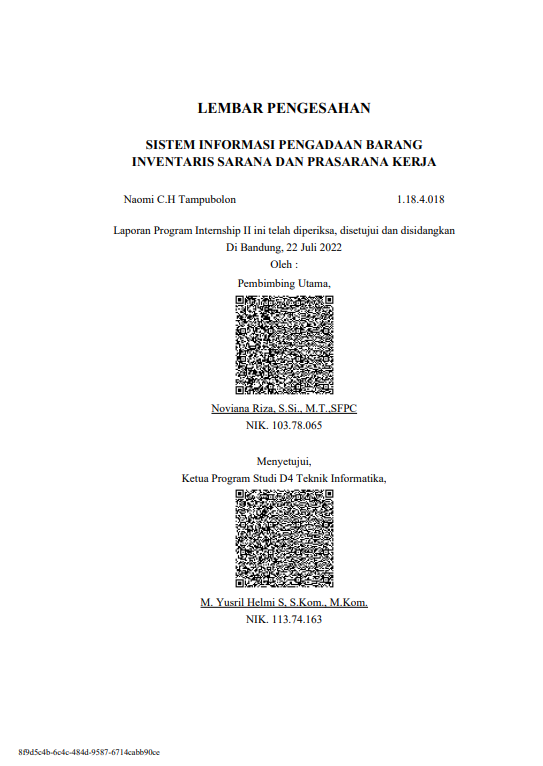 LEMBAR PENGESAHAN
SISTEM INFORMASI PENGADAAN BARANG
INVENTARIS SARANA DAN PRASARANA KERJA
Naomi C.H Tampubolon 1.18.4.018
Laporan Program Internship II ini telah diperiksa, disetujui dan disidangkan
Di Bandung, 22 Juli 2022
Oleh :
Pembimbing Utama,
Noviana Riza, S.Si., M.T.,SFPC
NIK. 103.78.065
Menyetujui,
Ketua Program Studi D4 Teknik Informatika,
M. Yusril Helmi S, S.Kom., M.Kom.
NIK. 113.74.163
8f9d5c4b-6c4c-484d-9587-6714cabb90ce